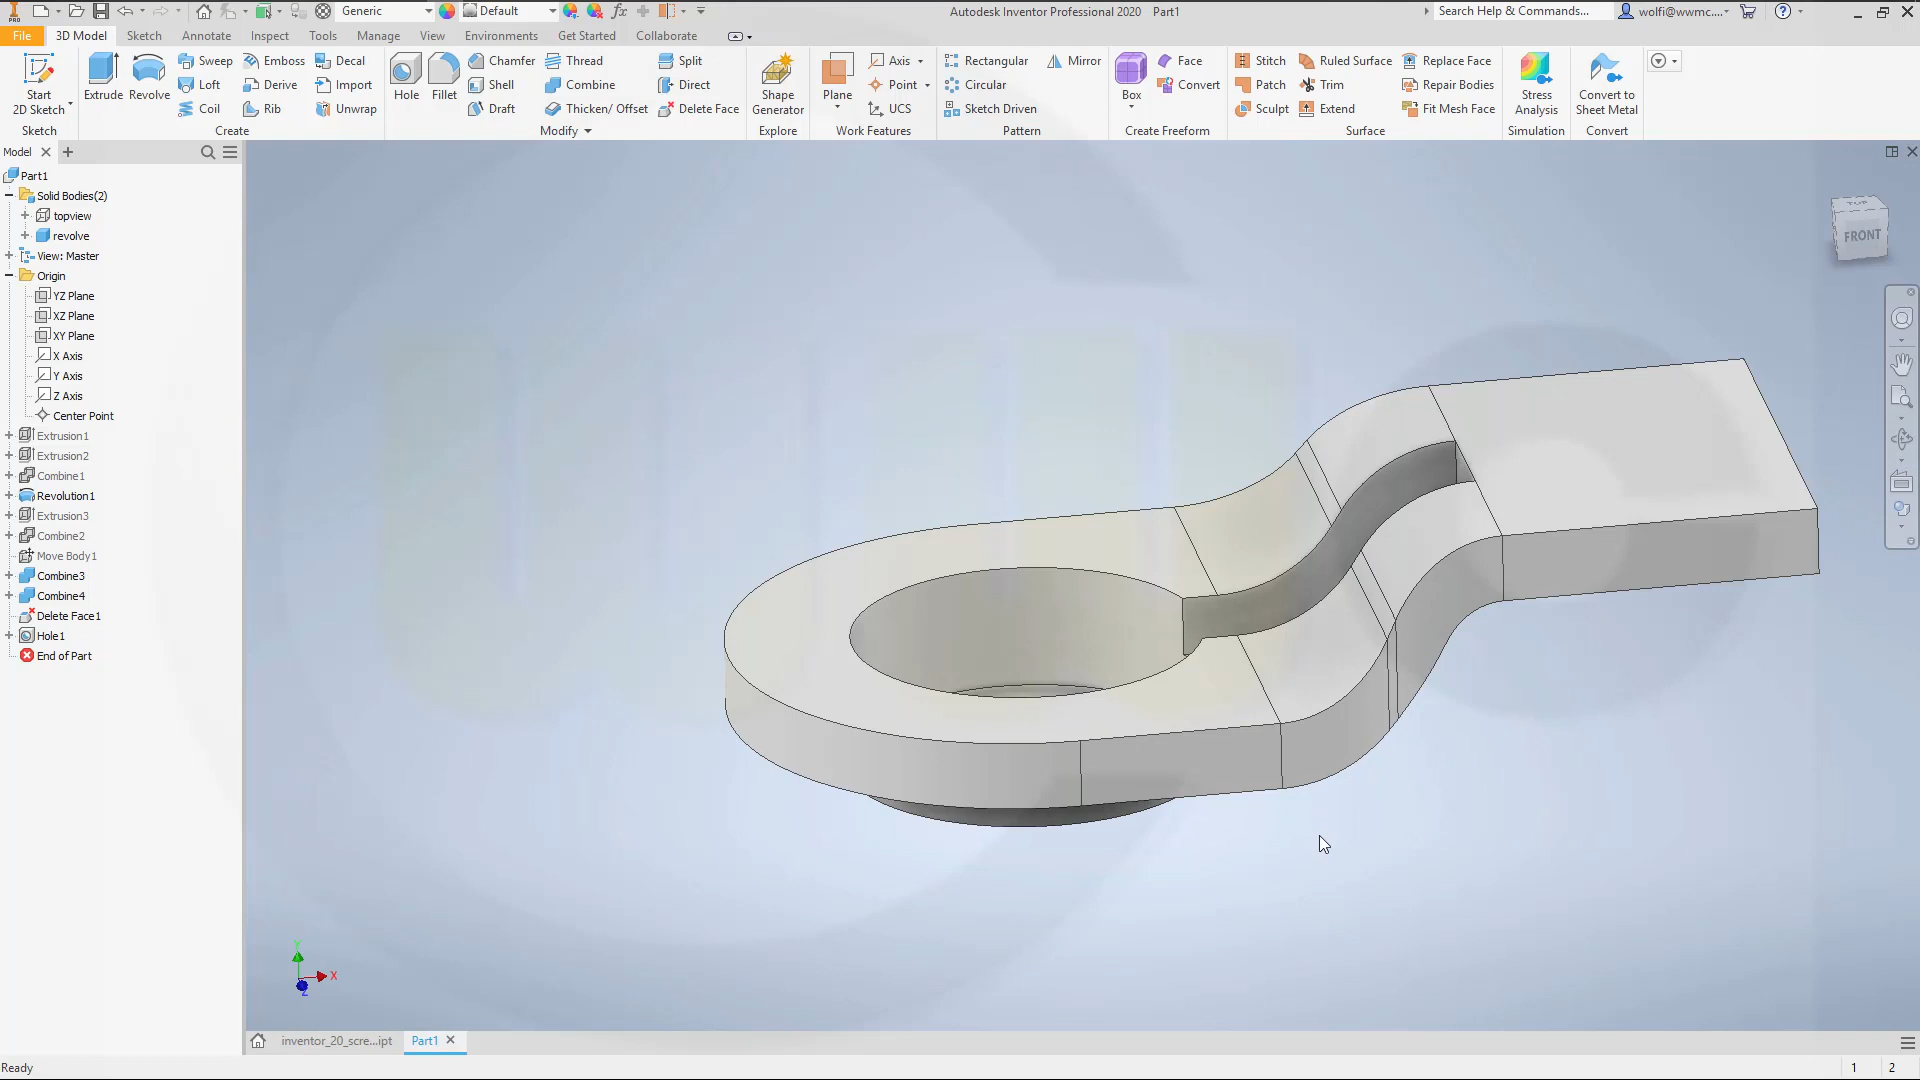 PRO
Generic
Default
fx
Autodesk Inventor Professional 2020 Part1
Search Help & Commands...
wolfi@wwmc....
File 3D Model Sketch Annotate Inspect Tools Manage View Environments Get Started Collaborate
Start
2D Sketch
Sketch
Extrude
Revolve
Sweep
Loft
Coil
Emboss
Derive
Rib
Decal
Import
Unwrap
Create
Hole
Fillet
Chamfer
Shell
Draft
Thread
Combine
Thicken/ Offset
Split
Direct
Delete Face
Modify
Shape
Generator
Explore
Plane
Axis
Point
UCS
Work Features
Rectangular
Circular
Sketch Driven
Mirror
Pattern
Box
Face
Convert
Create Freeform
Stitch
Patch
Sculpt
Ruled Surface
Trim
Extend
Replace Face
Repair Bodies
Fit Mesh Face
Surface
Stress
Analysis
Simulation
Convert to
Sheet Metal
Convert
Model
Part1
Solid Bodies(2)
topview
revolve
View: Master
Origin
YZ Plane
XZ Plane
XY Plane
X Axis
Y Axis
Z Axis
Center Point
Extrusion1
Extrusion2
Combine1
Revolution1
Extrusion3
Combine2
Move Body1
Combine3
Combine4
Delete Face1
Hole1
End of Part
TOP
FRONT
Y
X
Z
inventor_20_scre...ipt
Part1
Ready
1 2